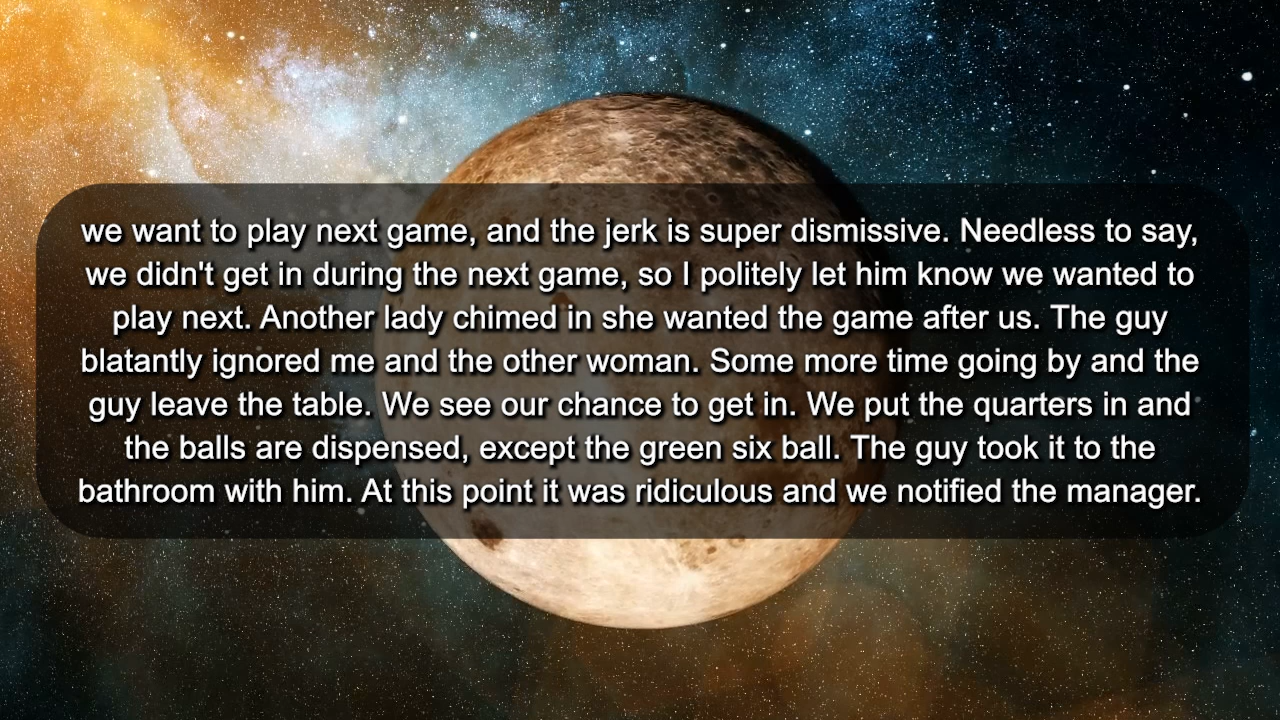 we want to play next game, and the jerk is super dismissive. Needless to say,
we didn't get in during the next game, so I politely let him know we wanted to
play next. Another lady chimed in she wanted the game after us. The guy
blatantly ignored me and the other woman. Some more time going by and the
guy leave the table. We see our chance to get in. We put the quarters in and
the balls are dispensed, except the green six ball. The guy took it to the
bathroom with him. At this point it was ridiculous and we notified the manager.